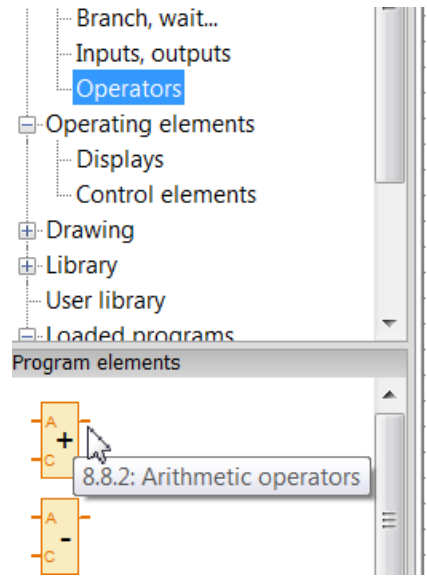 Branch, wait...
Inputs, outputs
Operators
Operating elements
Displays
Control elements
Drawing
Library
User library
Loaded programs
Program elements
A
+
C
8.8.2: Arithmetic operators
A
-
C